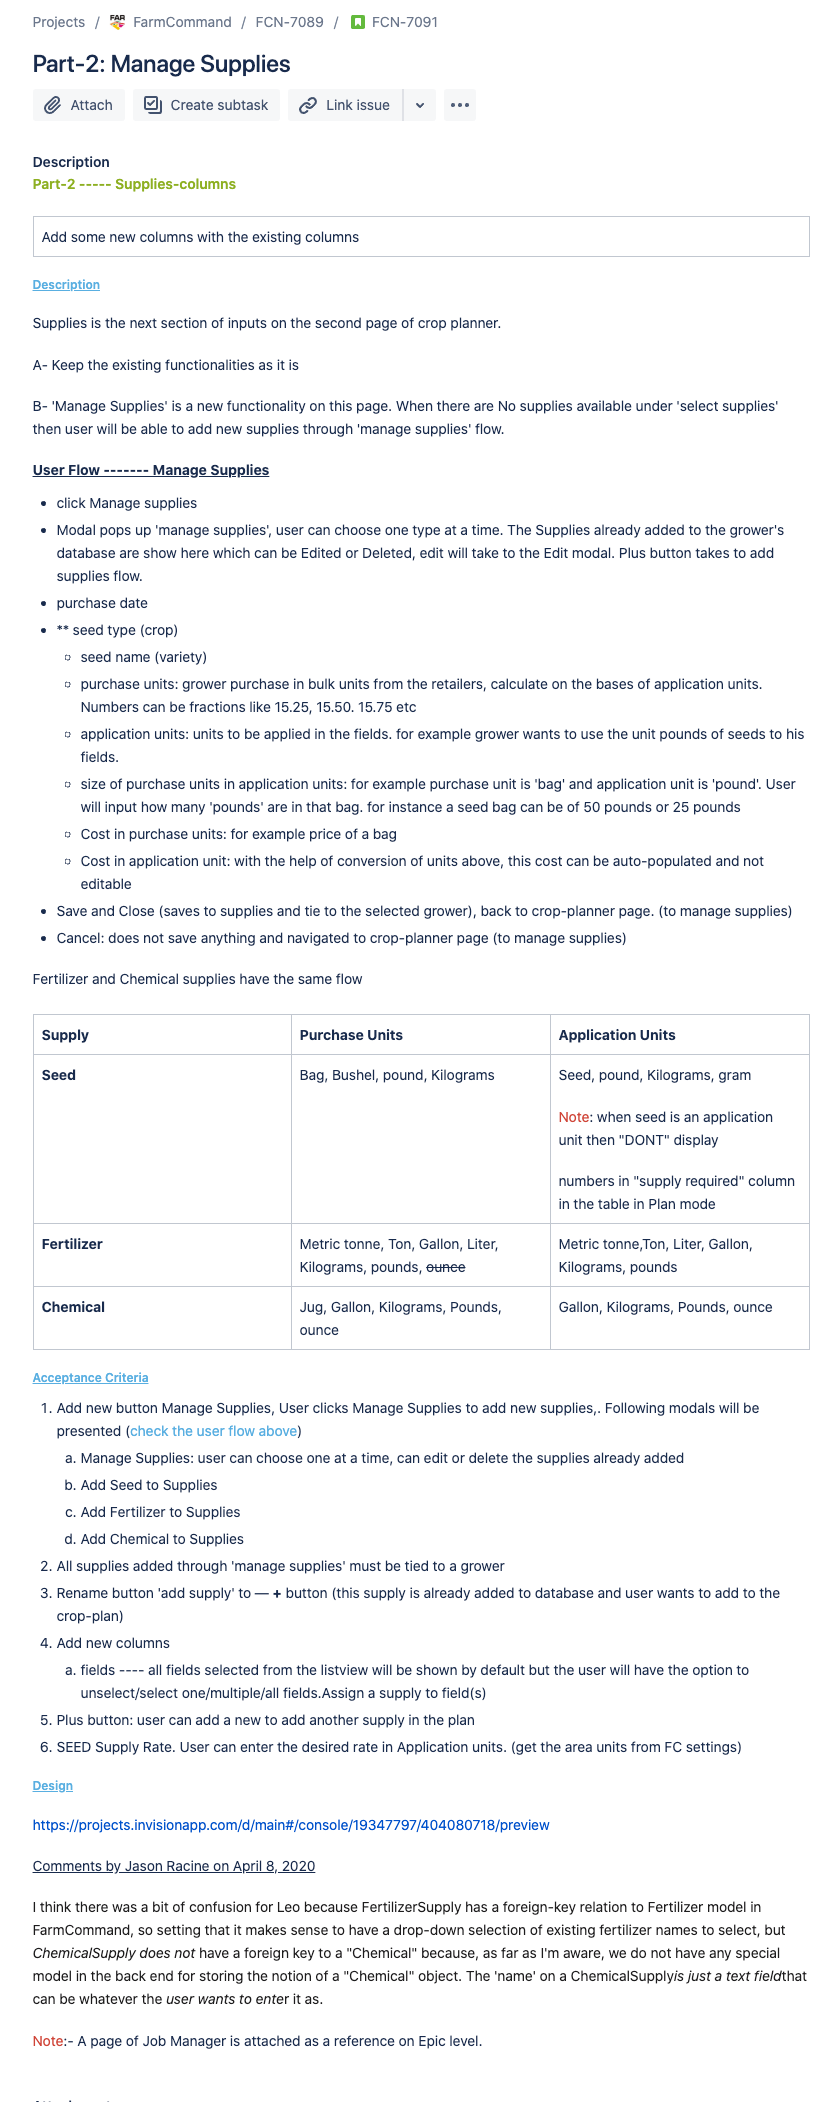 Projects / FarmCommand / FCN-7089 / FCN-7091
Part-2: Manage Supplies
Attach Create subtask Link issue
Description
Part-2 ----- Supplies-columns
Add some new columns with the existing columns
Description
Supplies is the next section of inputs on the second page of crop planner.
A- Keep the existing functionalities as it is
B- 'Manage Supplies' is a new functionality on this page. When there are No supplies available under 'select supplies'
then user will be able to add new supplies through 'manage supplies' flow.
User Flow ------- Manage Supplies
• click Manage supplies
• Modal pops up 'manage supplies', user can choose one type at a time. The Supplies already added to the grower's
database are show here which can be Edited or Deleted, edit will take to the Edit modal. Plus button takes to add
supplies flow.
• purchase date
• ** seed type (crop)
◦ seed name (variety)
◦ purchase units: grower purchase in bulk units from the retailers, calculate on the bases of application units.
Numbers can be fractions like 15.25, 15.50. 15.75 etc
◦ application units: units to be applied in the fields. for example grower wants to use the unit pounds of seeds to his
fields.
◦ size of purchase units in application units: for example purchase unit is 'bag' and application unit is 'pound'. User
will input how many 'pounds' are in that bag. for instance a seed bag can be of 50 pounds or 25 pounds
◦ Cost in purchase units: for example price of a bag
◦ Cost in application unit: with the help of conversion of units above, this cost can be auto-populated and not
editable
• Save and Close (saves to supplies and tie to the selected grower), back to crop-planner page. (to manage supplies)
• Cancel: does not save anything and navigated to crop-planner page (to manage supplies)
Fertilizer and Chemical supplies have the same flow
Supply Purchase Units Application Units
Seed Bag, Bushel, pound, Kilograms Seed, pound, Kilograms, gram
Note: when seed is an application
unit then "DONT" display
numbers in "supply required" column
in the table in Plan mode
Fertilizer Metric tonne, Ton, Gallon, Liter, Metric tonne,Ton, Liter, Gallon,
Kilograms, pounds, ounce Kilograms, pounds
Chemical Jug, Gallon, Kilograms, Pounds, Gallon, Kilograms, Pounds, ounce
ounce
Acceptance Criteria
1. Add new button Manage Supplies, User clicks Manage Supplies to add new supplies,. Following modals will be
presented (check the user flow above)
a. Manage Supplies: user can choose one at a time, can edit or delete the supplies already added
b. Add Seed to Supplies
c. Add Fertilizer to Supplies
d. Add Chemical to Supplies
2. All supplies added through 'manage supplies' must be tied to a grower
3. Rename button 'add supply' to — + button (this supply is already added to database and user wants to add to the
crop-plan)
4. Add new columns
a. fields ---- all fields selected from the listview will be shown by default but the user will have the option to
unselect/select one/multiple/all fields.Assign a supply to field(s)
5. Plus button: user can add a new to add another supply in the plan
6. SEED Supply Rate. User can enter the desired rate in Application units. (get the area units from FC settings)
Design
https://projects.invisionapp.com/d/main#/console/19347797/404080718/preview
Comments by Jason Racine on April 8, 2020
I think there was a bit of confusion for Leo because FertilizerSupply has a foreign-key relation to Fertilizer model in
FarmCommand, so setting that it makes sense to have a drop-down selection of existing fertilizer names to select, but
ChemicalSupply does not have a foreign key to a "Chemical" because, as far as I'm aware, we do not have any special
model in the back end for storing the notion of a "Chemical" object. The 'name' on a ChemicalSupplyis just a text fieldthat
can be whatever the user wants to enter it as.
Note:- A page of Job Manager is attached as a reference on Epic level.